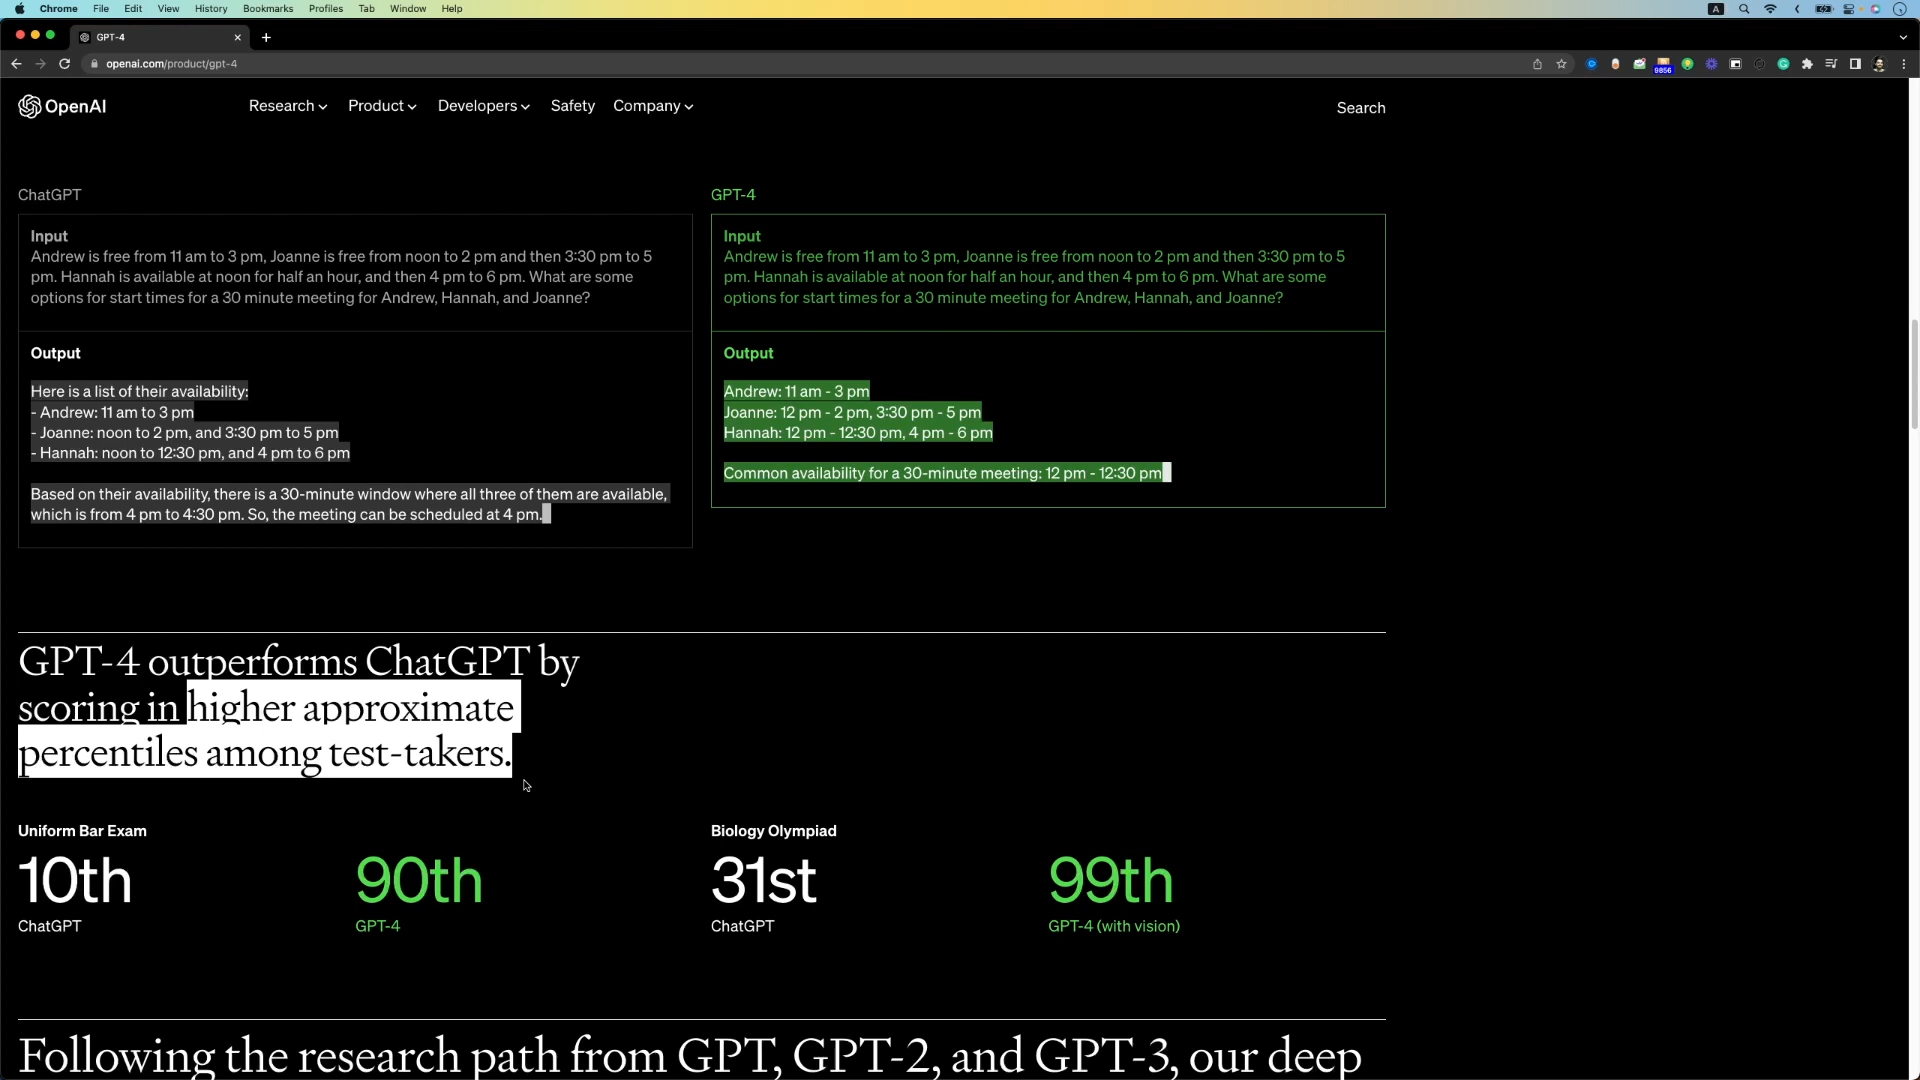 Chrome File Edit View History Bookmarks Profiles Tab Window Help
A
GPT-4
openai.com/product/gpt-4
9856
OpenAI
Research Product Developers Safety Company
Search
ChatGPT
Input
Andrew is free from 11 am to 3 pm, Joanne is free from noon to 2 pm and then 3:30 pm to 5
pm. Hannah is available at noon for half an hour, and then 4 pm to 6 pm. What are some
options for start times for a 30 minute meeting for Andrew, Hannah, and Joanne?
Output
Here is a list of their availability:
- Andrew: 11 am to 3 pm
- Joanne: noon to 2 pm, and 3:30 pm to 5 pm
- Hannah: noon to 12:30 pm, and 4 pm to 6 pm
Based on their availability, there is a 30-minute window where all three of them are available,
which is from 4 pm to 4:30 pm. So, the meeting can be scheduled at 4 pm.
GPT-4
Input
Andrew is free from 11 am to 3 pm, Joanne is free from noon to 2 pm and then 3:30 pm to 5
pm. Hannah is available at noon for half an hour, and then 4 pm to 6 pm. What are some
options for start times for a 30 minute meeting for Andrew, Hannah, and Joanne?
Output
Andrew: 11 am - 3 pm
Joanne: 12 pm - 2 pm, 3:30 pm - 5 pm
Hannah: 12 pm - 12:30 pm, 4 pm - 6 pm
Common availability for a 30-minute meeting: 12 pm - 12:30 pm
GPT-4 outperforms ChatGPT by
scoring in higher approximate
percentiles among test-takers.
Uniform Bar Exam
10th
ChatGPT
90th
GPT-4
Biology Olympiad
31st
ChatGPT
99th
GPT-4 (with vision)
Following the research path from GPT, GPT-2, and GPT-3, our deep